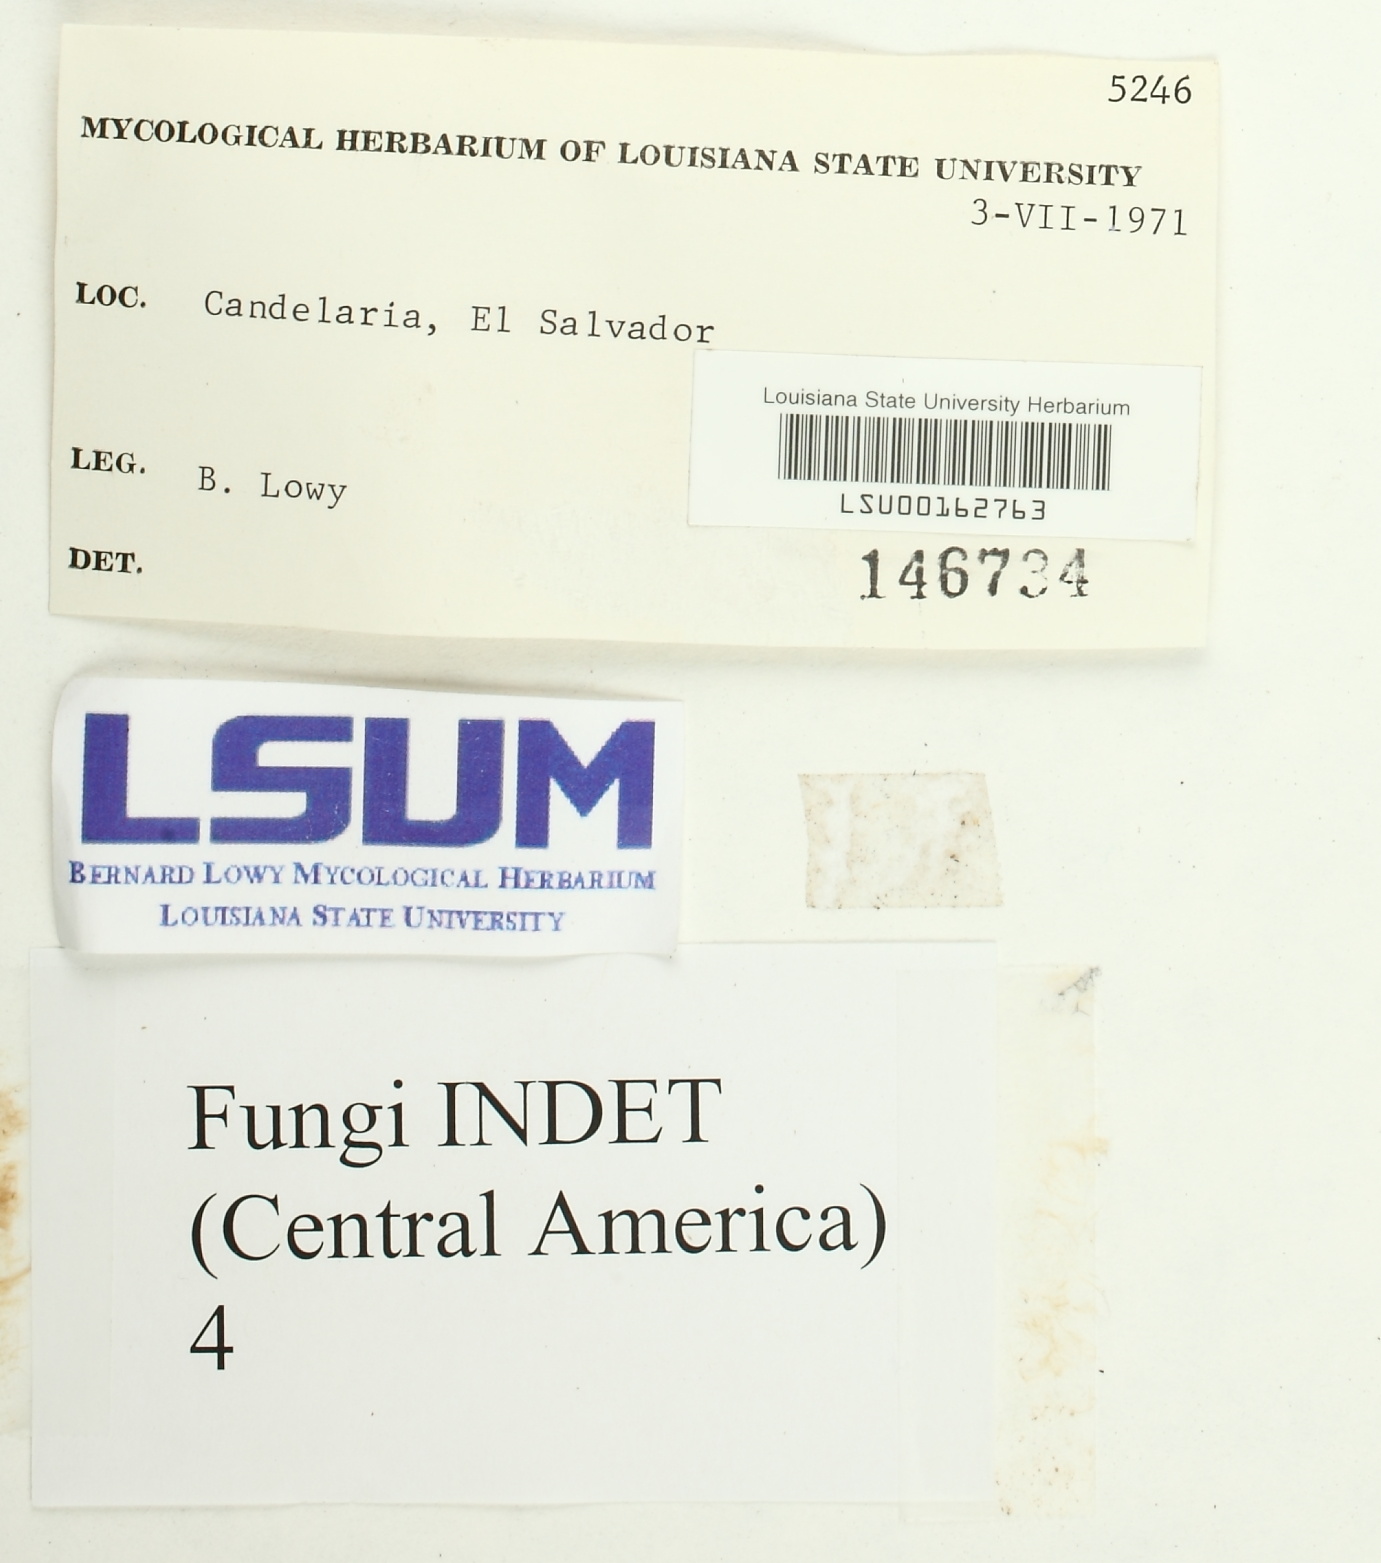 5246
MYCOLOGICAL HERBARIUM OF LOUISIANA STATE UNIVERSITY
3-VII-1971
LOC. Candelaria, El Salvador
Louisiana State University Herbarium
LSU00162763
LEG. B. Lowy
DET.
146734
LSUM
BERNARD LOWY MYCOLOGICAL HERBARIUM
LOUISIANA STATE UNIVERSITY
Fungi INDET
(Central America)
4